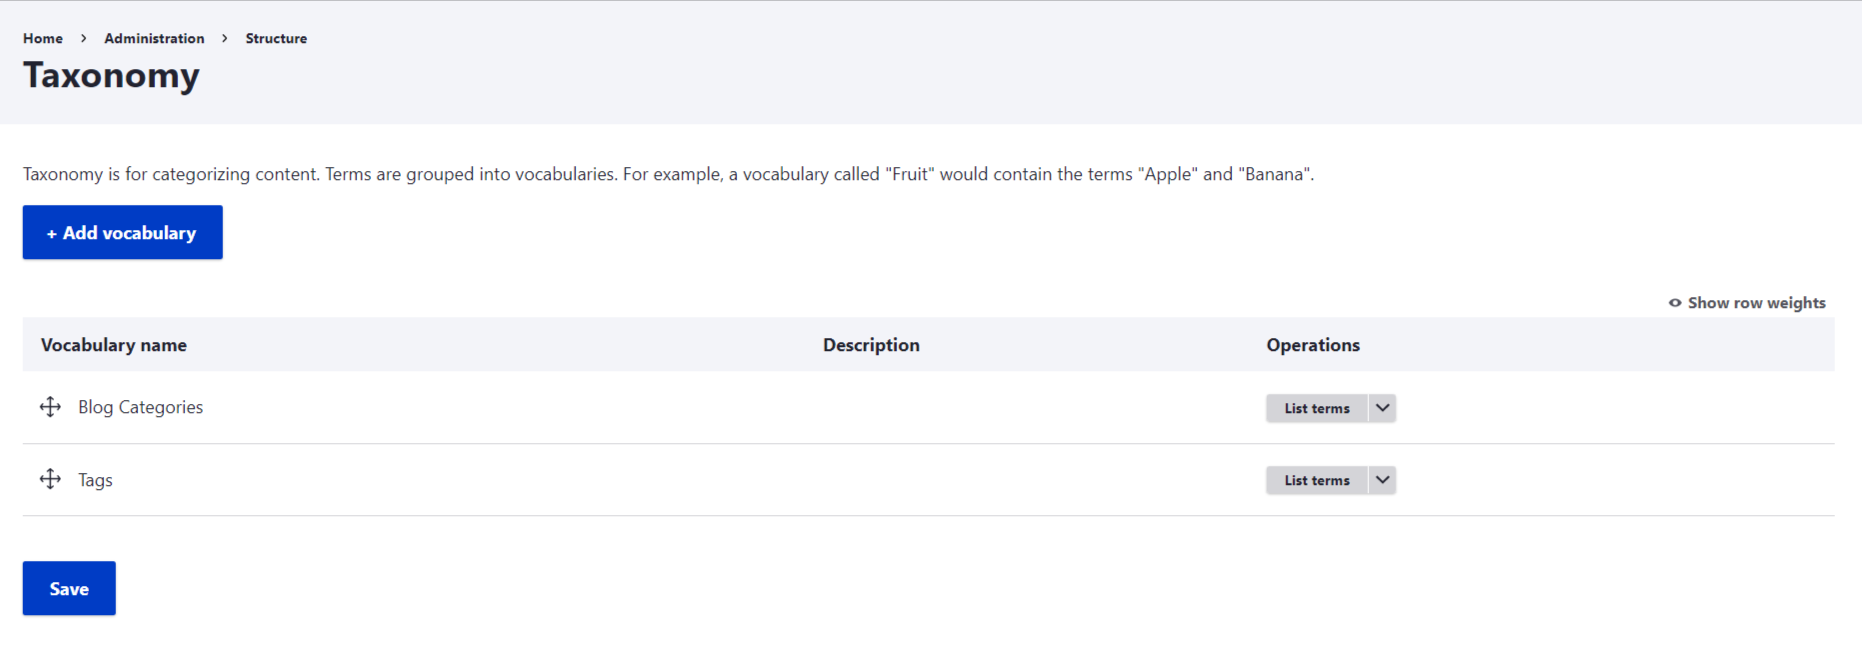 Home > Administration > Structure
Taxonomy
Taxonomy is for categorizing content. Terms are grouped into vocabularies. For example, a vocabulary called "Fruit" would contain the terms "Apple" and "Banana".
+ Add vocabulary
Show row weights
Vocabulary name Description Operations
Blog Categories List terms
Tags List terms
Save